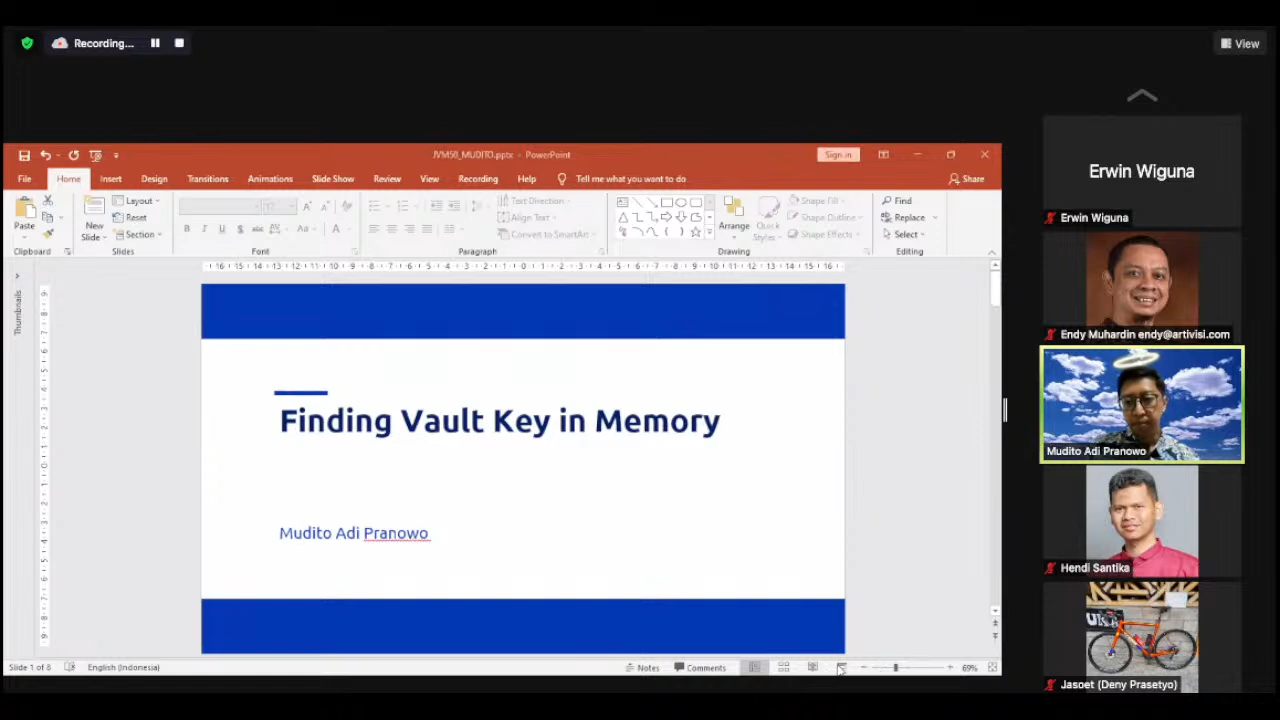 Recording...
View
JVM50_MUDITO.pptx - PowerPoint
Sign in
File Home Insert Design Transitions Animations Slide Show Review View Recording Help Tell me what you want to do
Share
Paste
Clipboard
New Slide
Layout
Reset
Section
Slides
Font
Text Direction
Align Text
Convert to SmartArt
Paragraph
Arrange
Quick Styles
Shape Fill
Shape Outline
Shape Effects
Drawing
Find
Replace
Select
Editing
Thumbnails
Finding Vault Key in Memory
Mudito Adi Pranowo
Slide 1 of 8
English (Indonesia)
Notes
Comments
69%
Erwin Wiguna
Erwin Wiguna
Endy Muhardin endy@artivisi.com
Mudito Adi Pranowo
Hendi Santika
Jasoet (Deny Prasetyo)